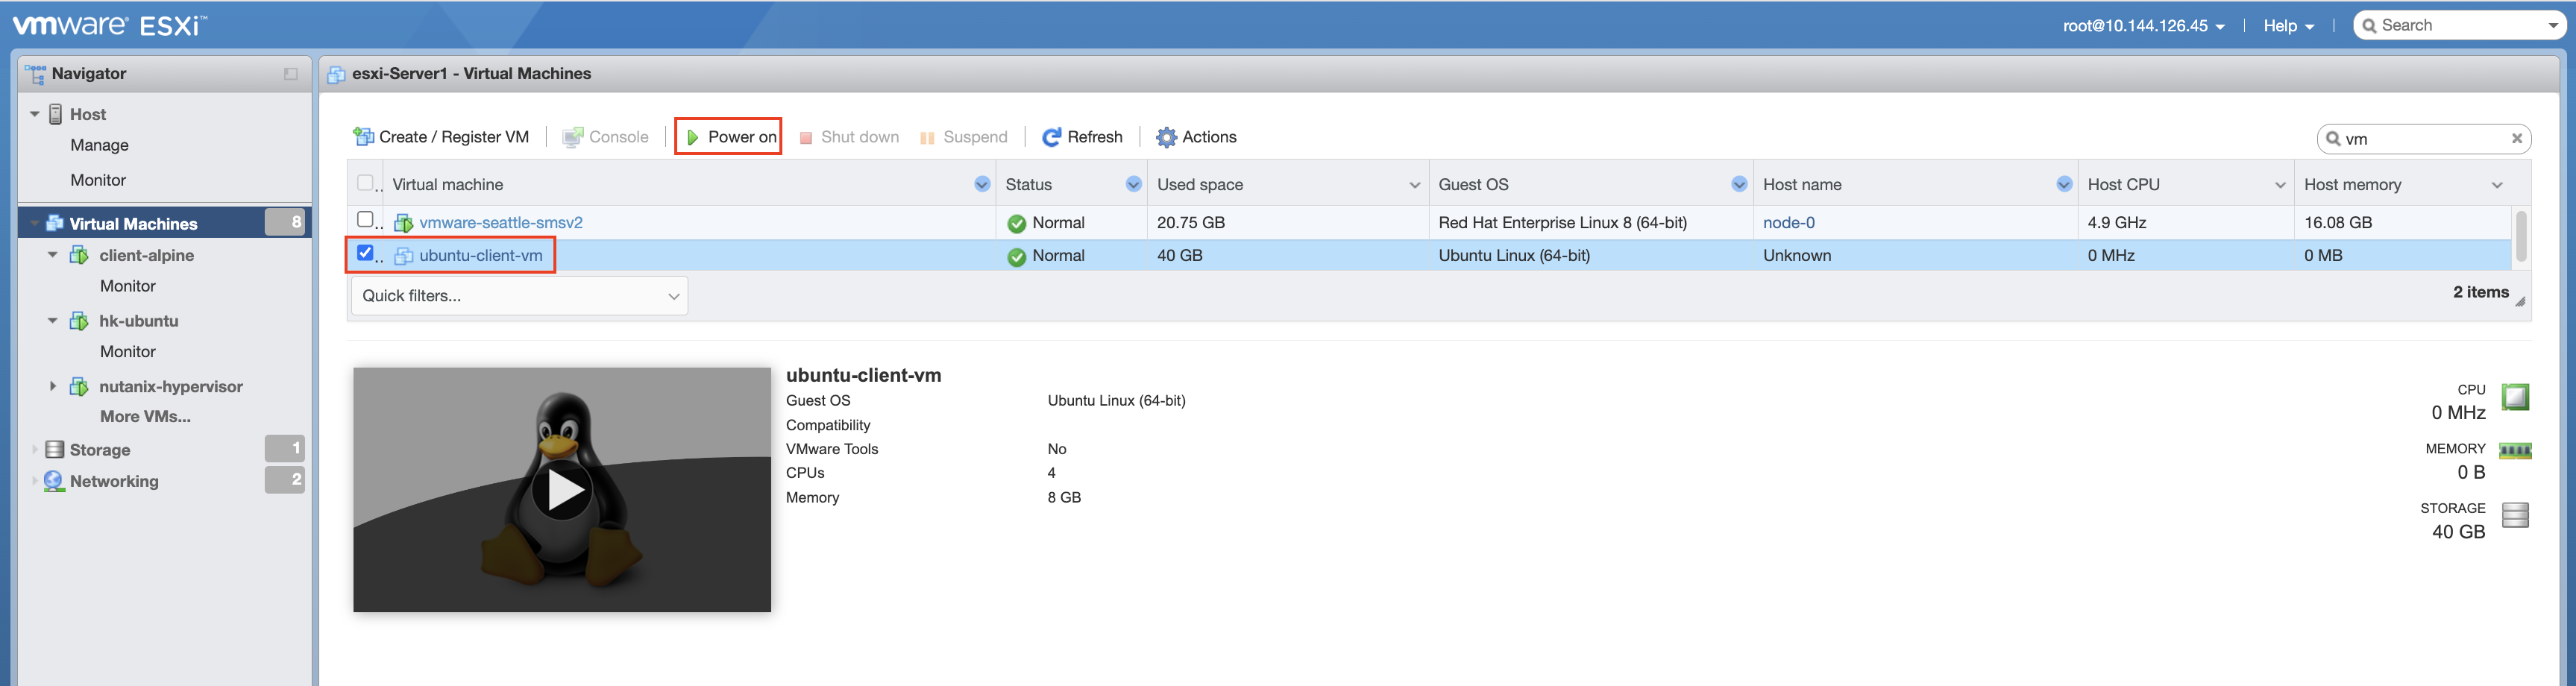 vmware® ESXi™
root@10.144.126.45 | Help | Search
Navigator
Host
Manage
Monitor
Virtual Machines 8
client-alpine
Monitor
hk-ubuntu
Monitor
nutanix-hypervisor
More VMs...
Storage 1
Networking 2
esxi-Server1 - Virtual Machines
Create / Register VM | Console | Power on Shut down Suspend | Refresh | Actions
vm
Virtual machine Status Used space Guest OS Host name Host CPU Host memory
vmware-seattle-smsv2 Normal 20.75 GB Red Hat Enterprise Linux 8 (64-bit) node-0 4.9 GHz 16.08 GB
ubuntu-client-vm Normal 40 GB Ubuntu Linux (64-bit) Unknown 0 MHz 0 MB
Quick filters...
2 items
ubuntu-client-vm
Guest OS Ubuntu Linux (64-bit)
Compatibility
VMware Tools No
CPUs 4
Memory 8 GB
CPU
0 MHz
MEMORY
0 B
STORAGE
40 GB